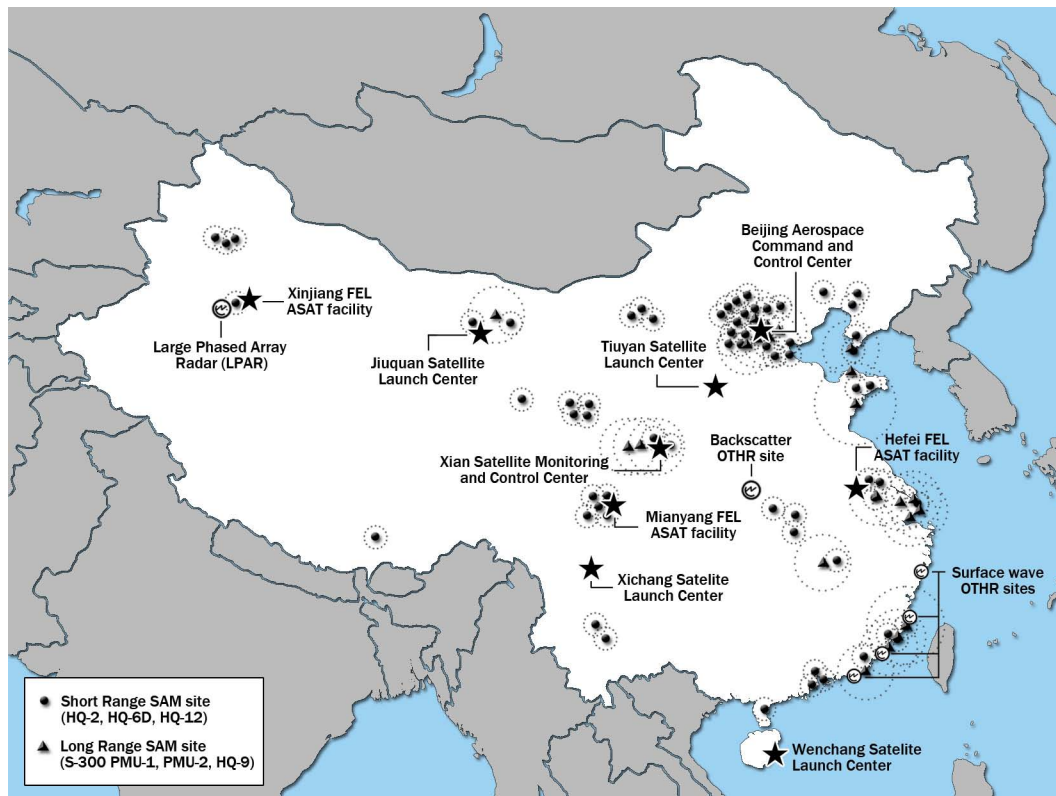 Beijing Aerospace
Command and
Control Center
Xinjiang FEL
ASAT facility
Large Phased Array
Radar (LPAR)
Jiuquan Satellite
Launch Center
Tiuyan Satellite
Launch Center
Backscatter
OTHR site
Hefei FEL
ASAT facility
Xian Satellite Monitoring
and Control Center
Mianyang FEL
ASAT facility
Xichang Satelite
Launch Center
Surface wave
OTHR sites
Short Range SAM site
(HQ-2, HQ-6D, HQ-12)
Long Range SAM site
(S-300 PMU-1, PMU-2, HQ-9)
Wenchang Satelite
Launch Center